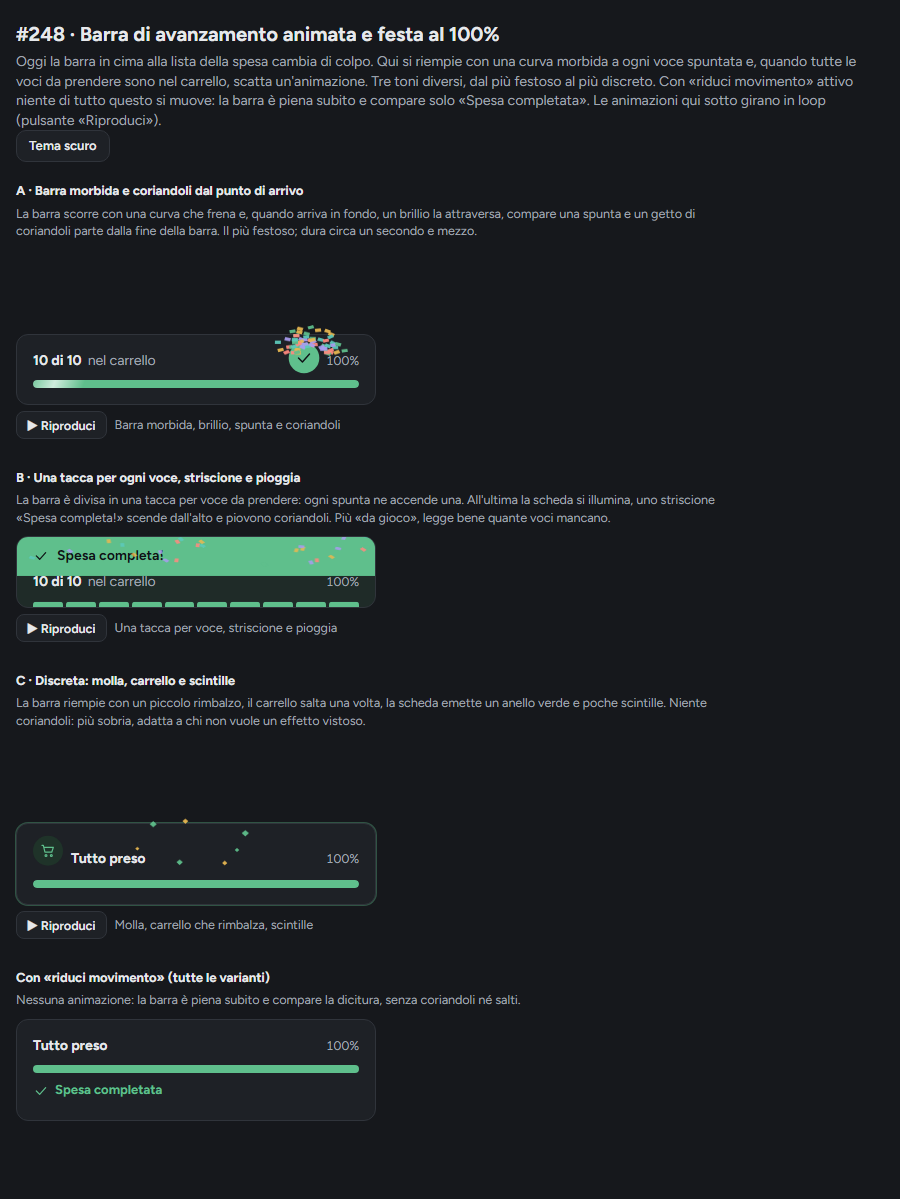 #248 · Barra di avanzamento animata e festa al 100%
Oggi la barra in cima alla lista della spesa cambia di colpo. Qui si riempie con una curva morbida a ogni voce spuntata e, quando tutte le
voci da prendere sono nel carrello, scatta un'animazione. Tre toni diversi, dal più festoso al più discreto. Con «riduci movimento» attivo
niente di tutto questo si muove: la barra è piena subito e compare solo «Spesa completata». Le animazioni qui sotto girano in loop
(pulsante «Riproduci»).
Tema scuro
A · Barra morbida e coriandoli dal punto di arrivo
La barra scorre con una curva che frena e, quando arriva in fondo, un brillio la attraversa, compare una spunta e un getto di
coriandoli parte dalla fine della barra. Il più festoso; dura circa un secondo e mezzo.
10 di 10 nel carrello 100%
▶ Riproduci Barra morbida, brillio, spunta e coriandoli
B · Una tacca per ogni voce, striscione e pioggia
La barra è divisa in una tacca per voce da prendere: ogni spunta ne accende una. All'ultima la scheda si illumina, uno striscione
«Spesa completa!» scende dall'alto e piovono coriandoli. Più «da gioco», legge bene quante voci mancano.
Spesa completa!
10 di 10 nel carrello 100%
▶ Riproduci Una tacca per voce, striscione e pioggia
C · Discreta: molla, carrello e scintille
La barra riempie con un piccolo rimbalzo, il carrello salta una volta, la scheda emette un anello verde e poche scintille. Niente
coriandoli: più sobria, adatta a chi non vuole un effetto vistoso.
Tutto preso 100%
▶ Riproduci Molla, carrello che rimbalza, scintille
Con «riduci movimento» (tutte le varianti)
Nessuna animazione: la barra è piena subito e compare la dicitura, senza coriandoli né salti.
Tutto preso 100%
Spesa completata